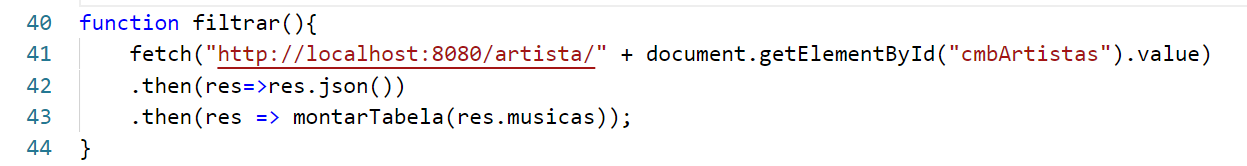 40 function filtrar(){
41     fetch("http://localhost:8080/artista/" + document.getElementById("cmbArtistas").value)
42     .then(res=>res.json())
43     .then(res => montarTabela(res.musicas));
44 }